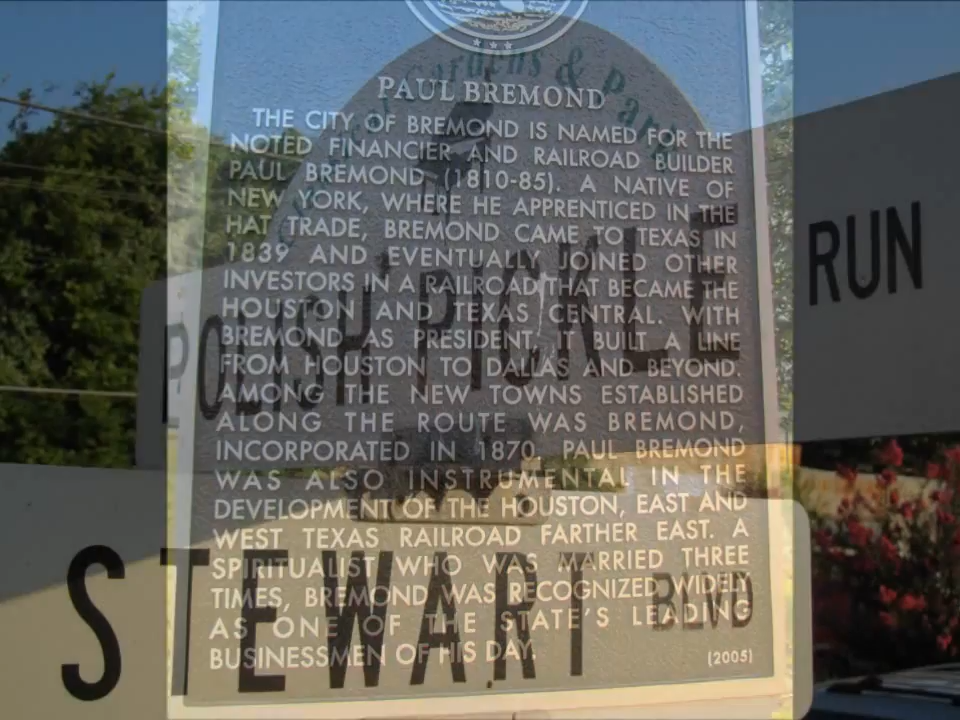 Gardens & Park
PAUL BREMOND
THE CITY OF BREMOND IS NAMED FOR THE
NOTED FINANCIER AND RAILROAD BUILDER
PAUL BREMOND (1810-85). A NATIVE OF
NEW YORK, WHERE HE APPRENTICED IN THE
HAT TRADE, BREMOND CAME TO TEXAS IN
1839 AND EVENTUALLY JOINED OTHER
INVESTORS IN A RAILROAD THAT BECAME THE
HOUSTON AND TEXAS CENTRAL. WITH
BREMOND AS PRESIDENT, IT BUILT A LINE
FROM HOUSTON TO DALLAS AND BEYOND.
AMONG THE NEW TOWNS ESTABLISHED
ALONG THE ROUTE WAS BREMOND,
INCORPORATED IN 1870. PAUL BREMOND
WAS ALSO INSTRUMENTAL IN THE
DEVELOPMENT OF THE HOUSTON, EAST AND
WEST TEXAS RAILROAD FARTHER EAST. A
SPIRITUALIST WHO WAS MARRIED THREE
TIMES, BREMOND WAS RECOGNIZED WIDELY
AS ONE OF THE STATE'S LEADING
BUSINESSMEN OF HIS DAY.
(2005)
POLISH PICKLE RUN
STEWART BLVD